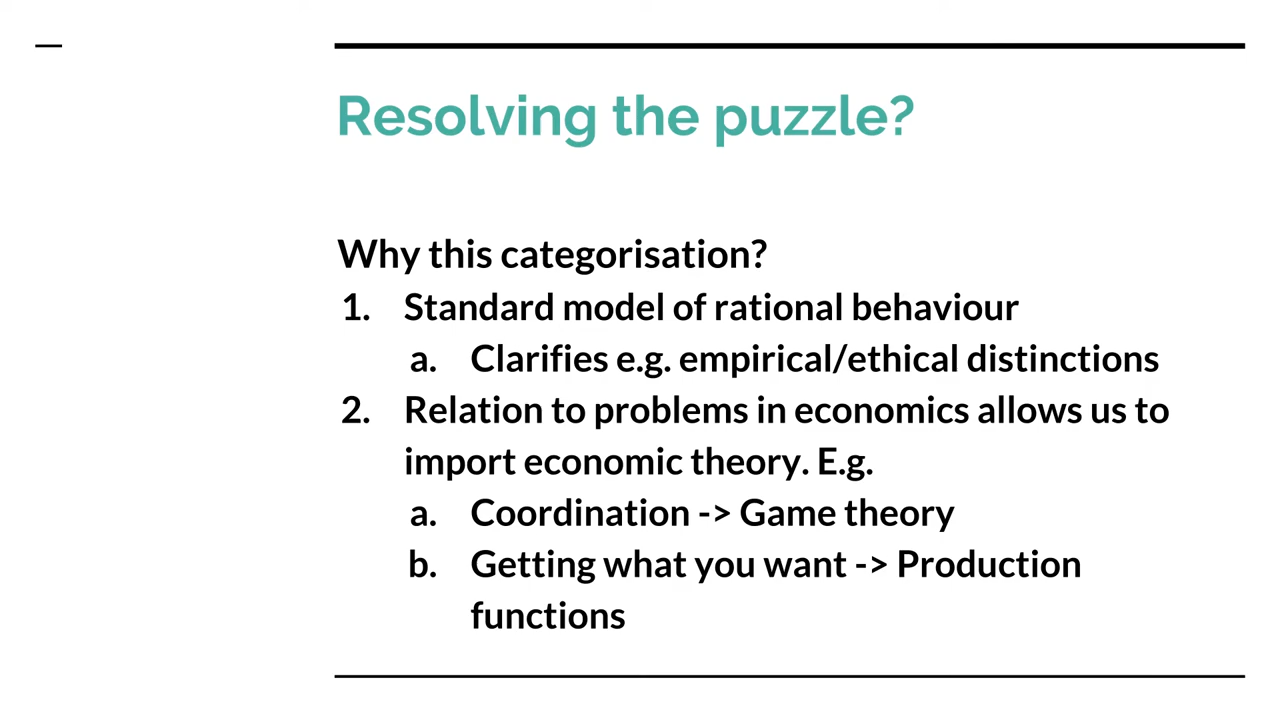 Resolving the puzzle?
Why this categorisation?
1. Standard model of rational behaviour
a. Clarifies e.g. empirical/ethical distinctions
2. Relation to problems in economics allows us to
import economic theory. E.g.
a. Coordination -> Game theory
b. Getting what you want -> Production
functions